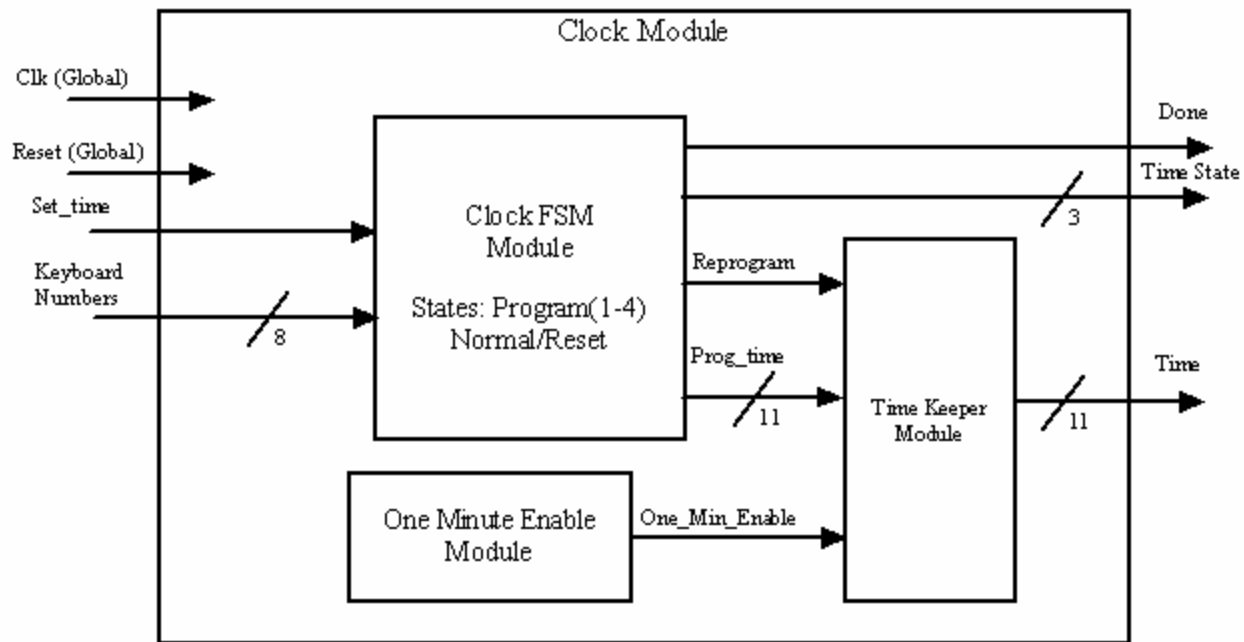 Clock Module
Clk (Global)
Reset (Global)
Set_time
Keyboard
Numbers
8
Clock FSM
Module
States: Program(1-4)
Normal/Reset
Done
Time State
3
Reprogram
Prog_time
11
Time Keeper
Module
Time
11
One Minute Enable
Module
One_Min_Enable